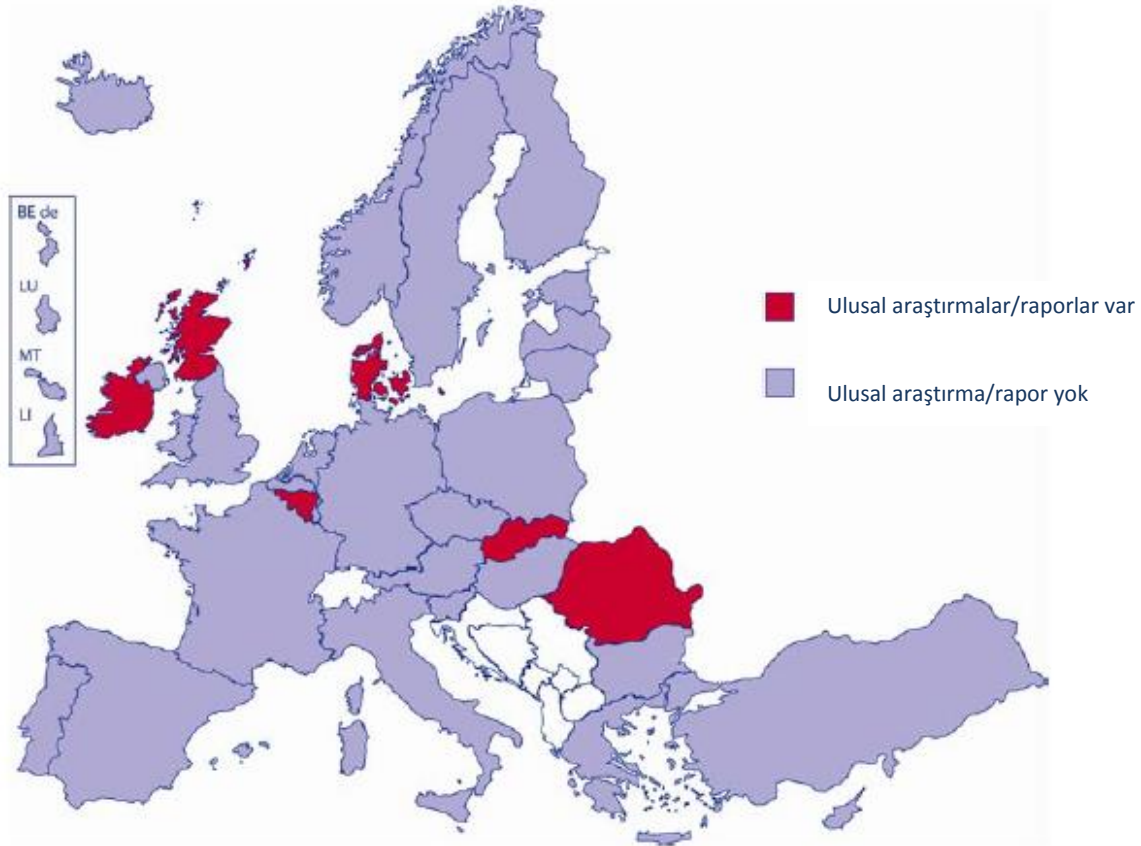 BE de
LU
MT
LI
Ulusal araştırmalar/raporlar var
Ulusal araştırma/rapor yok